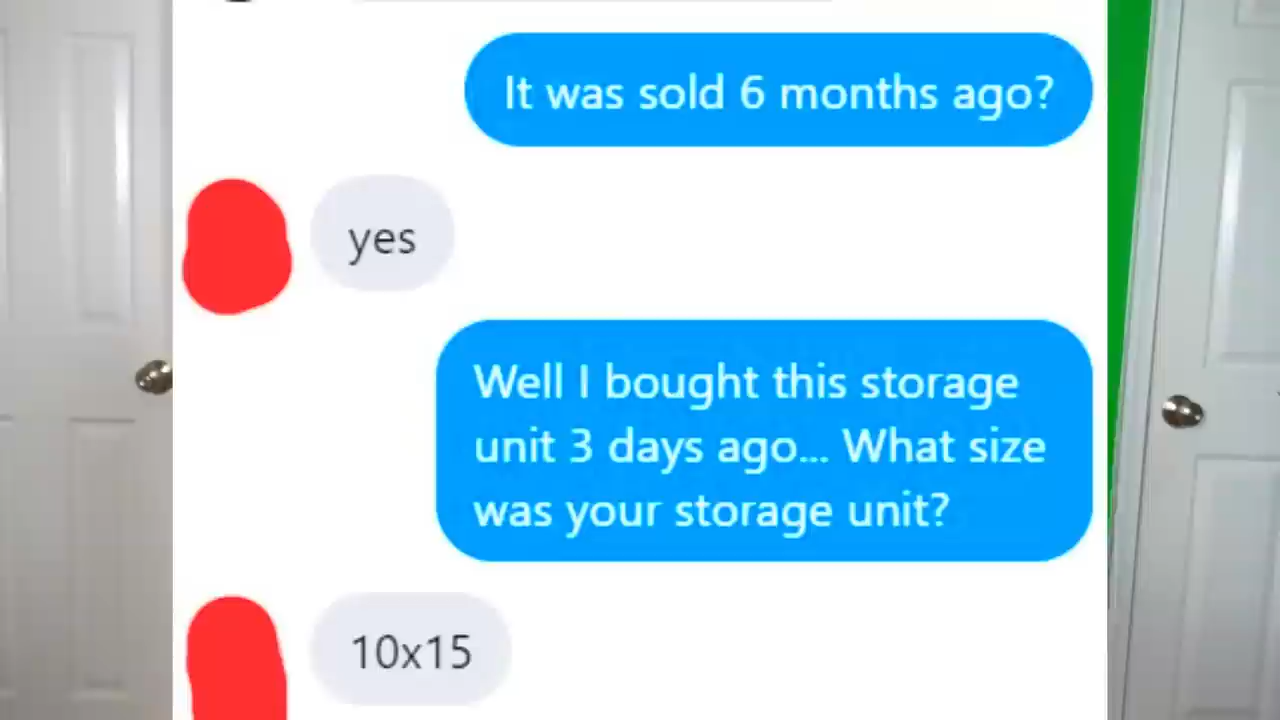 It was sold 6 months ago?
yes
Well I bought this storage
unit 3 days ago... What size
was your storage unit?
10x15